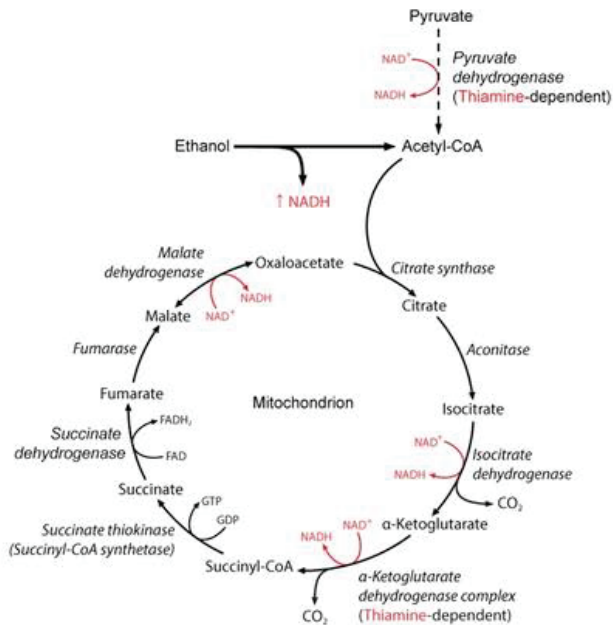 Pyruvate
NAD⁺
NADH
Pyruvate
dehydrogenase
(Thiamine-dependent)
Ethanol
Acetyl-CoA
↑ NADH
Malate
dehydrogenase
Oxaloacetate
NADH
NAD⁺
Citrate synthase
Citrate
Malate
Fumarase
Aconitase
Fumarate
Mitochondrion
Isocitrate
Succinate
dehydrogenase
FADH₂
FAD
NAD⁺
NADH
Isocitrate
dehydrogenase
CO₂
Succinate
GTP
GDP
α-Ketoglutarate
Succinate thiokinase
(Succinyl-CoA synthetase)
NADH
NAD⁺
Succinyl-CoA
CO₂
α-Ketoglutarate
dehydrogenase complex
(Thiamine-dependent)